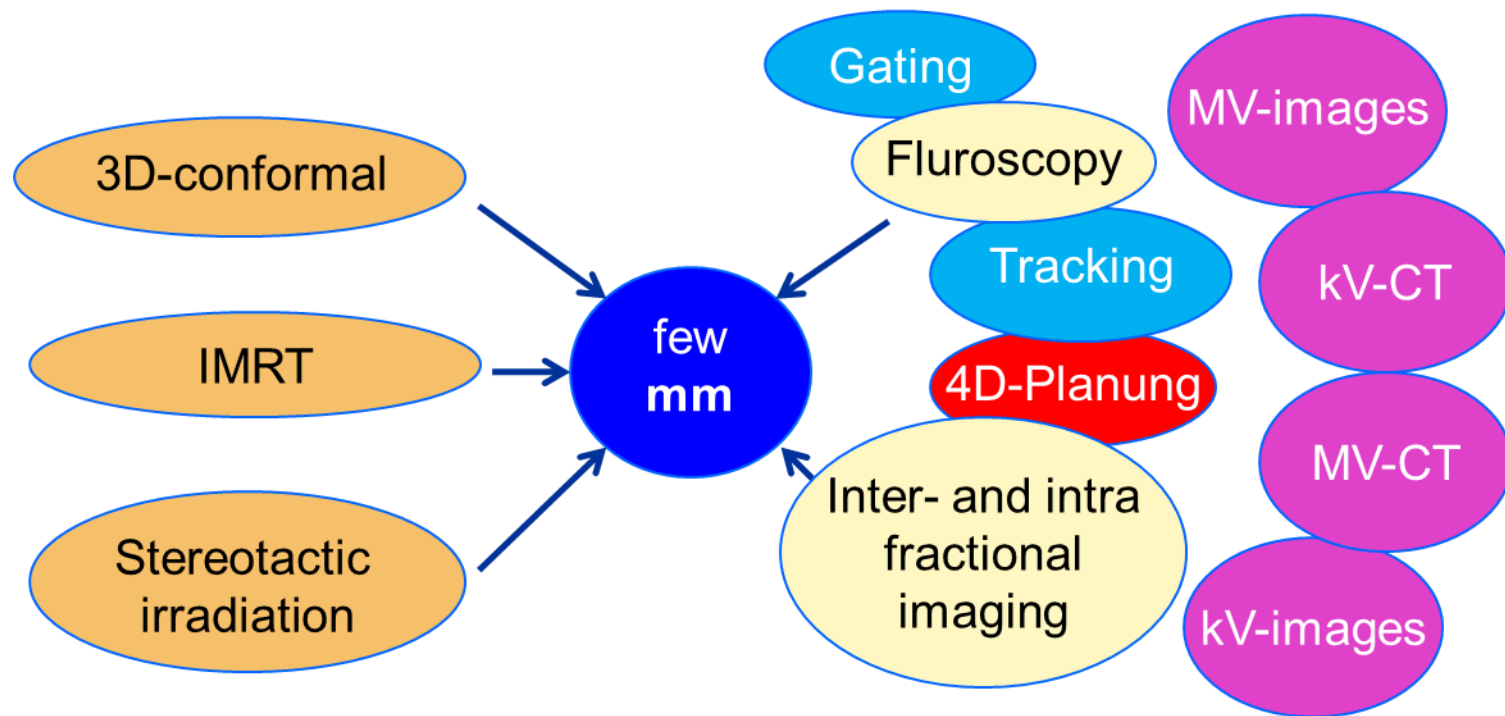 3D-conformal
IMRT
Stereotactic
irradiation
few
mm
Gating
Fluroscopy
Tracking
4D-Planung
Inter- and intra
fractional
imaging
MV-images
kV-CT
MV-CT
kV-images